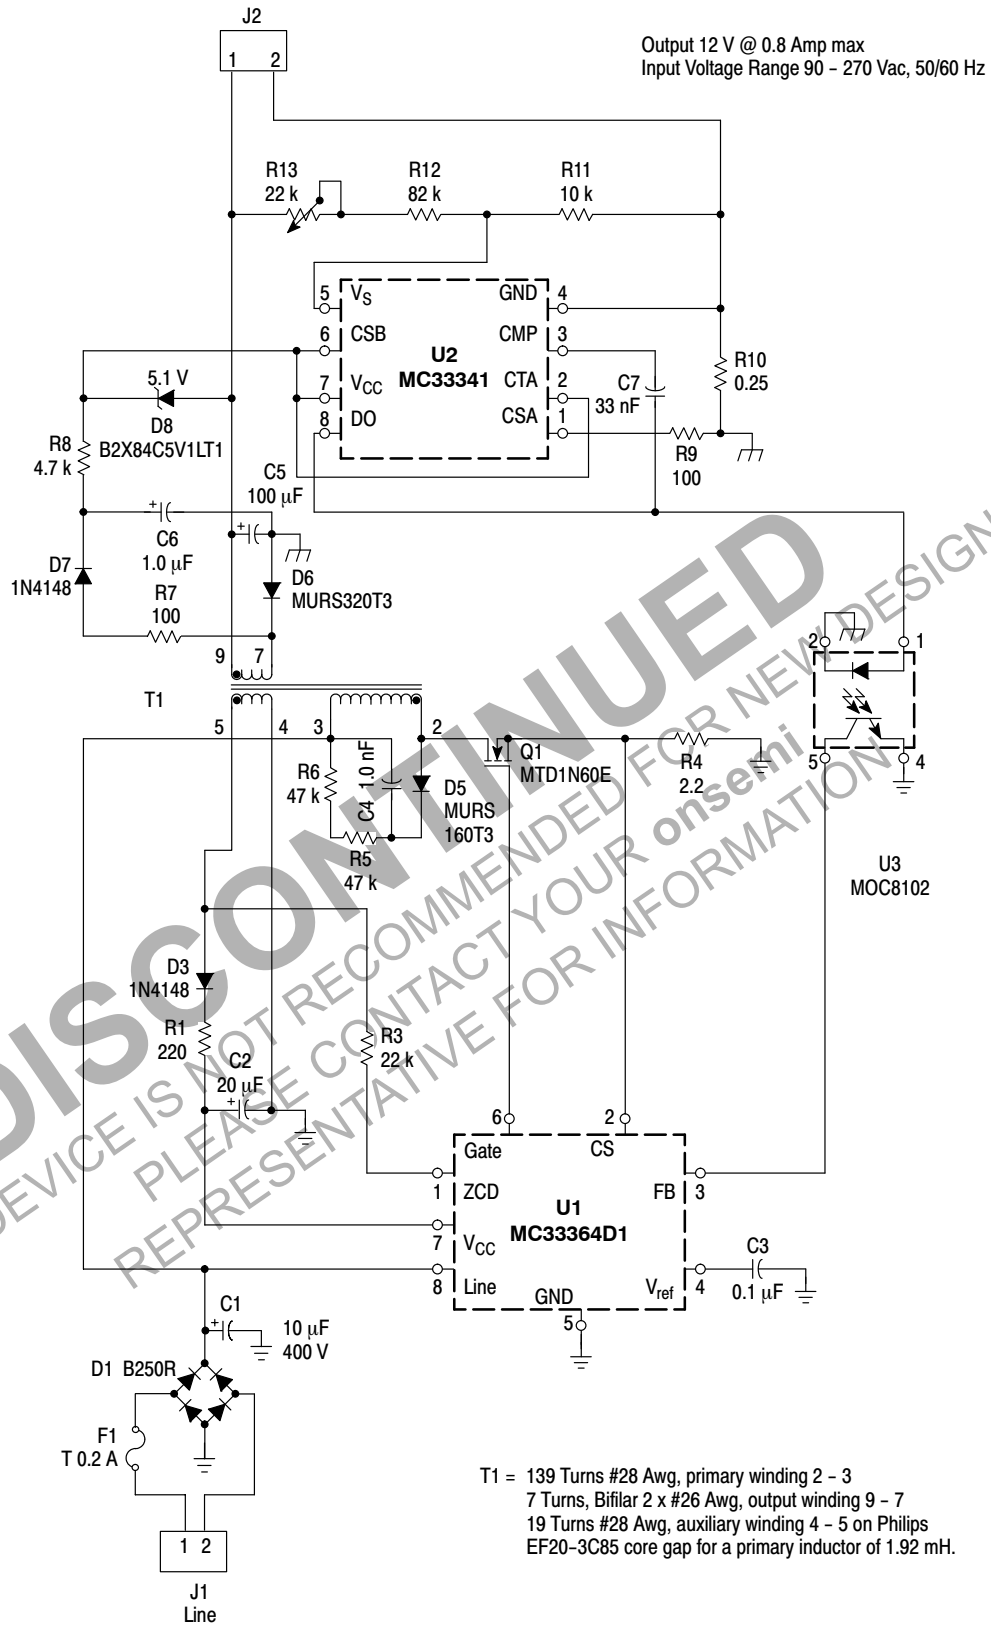 J2
1 2
Output 12 V @ 0.8 Amp max
Input Voltage Range 90 – 270 Vac, 50/60 Hz
R13
22 k
R12
82 k
R11
10 k
5
VS
GND
4
6
CSB
CMP
3
U2
MC33341
7
VCC
CTA
2
8
DO
CSA
1
C7
33 nF
R10
0.25
R9
100
5.1 V
D8
B2X84C5V1LT1
R8
4.7 k
C5
100 μF
+
+
C6
1.0 μF
D7
1N4148
R7
100
D6
MURS320T3
9 7
T1
5 4 3 2
R6
47 k
C4 1.0 nF
D5
MURS
160T3
R5
47 k
Q1
MTD1N60E
R4
2.2
2 1
5 4
U3
MOC8102
D3
1N4148
R1
220
C2
20 μF
+
R3
22 k
6 2
Gate
CS
1
ZCD
FB
3
U1
MC33364D1
7
VCC
8
Line
GND
Vref
4
5
C3
0.1 μF
C1
+
10 μF
400 V
D1 B250R
F1
T 0.2 A
1 2
J1
Line
T1 = 139 Turns #28 Awg, primary winding 2 – 3
7 Turns, Bifilar 2 x #26 Awg, output winding 9 – 7
19 Turns #28 Awg, auxiliary winding 4 – 5 on Philips
EF20–3C85 core gap for a primary inductor of 1.92 mH.
DISCONTINUED
DEVICE IS NOT RECOMMENDED FOR NEW DESIGN
PLEASE CONTACT YOUR onsemi
REPRESENTATIVE FOR INFORMATION